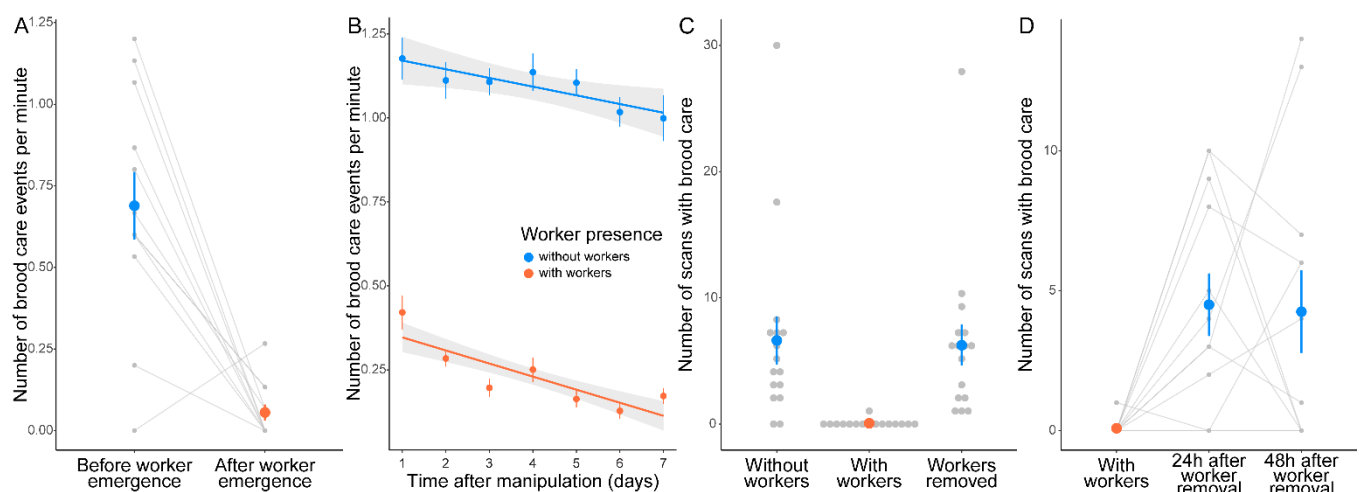 A
Number of brood care events per minute
1.25
1.00
0.75
0.50
0.25
0.00
Before worker
emergence
After worker
emergence
B
Number of brood care events per minute
1.25
1.00
0.75
0.50
0.25
Worker presence
without workers
with workers
1 2 3 4 5 6 7
Time after manipulation (days)
C
Number of scans with brood care
30
20
10
0
Without
workers
With
workers
Workers
removed
D
Number of scans with brood care
10
5
0
With
workers
24h after
worker
removal
48h after
worker
removal